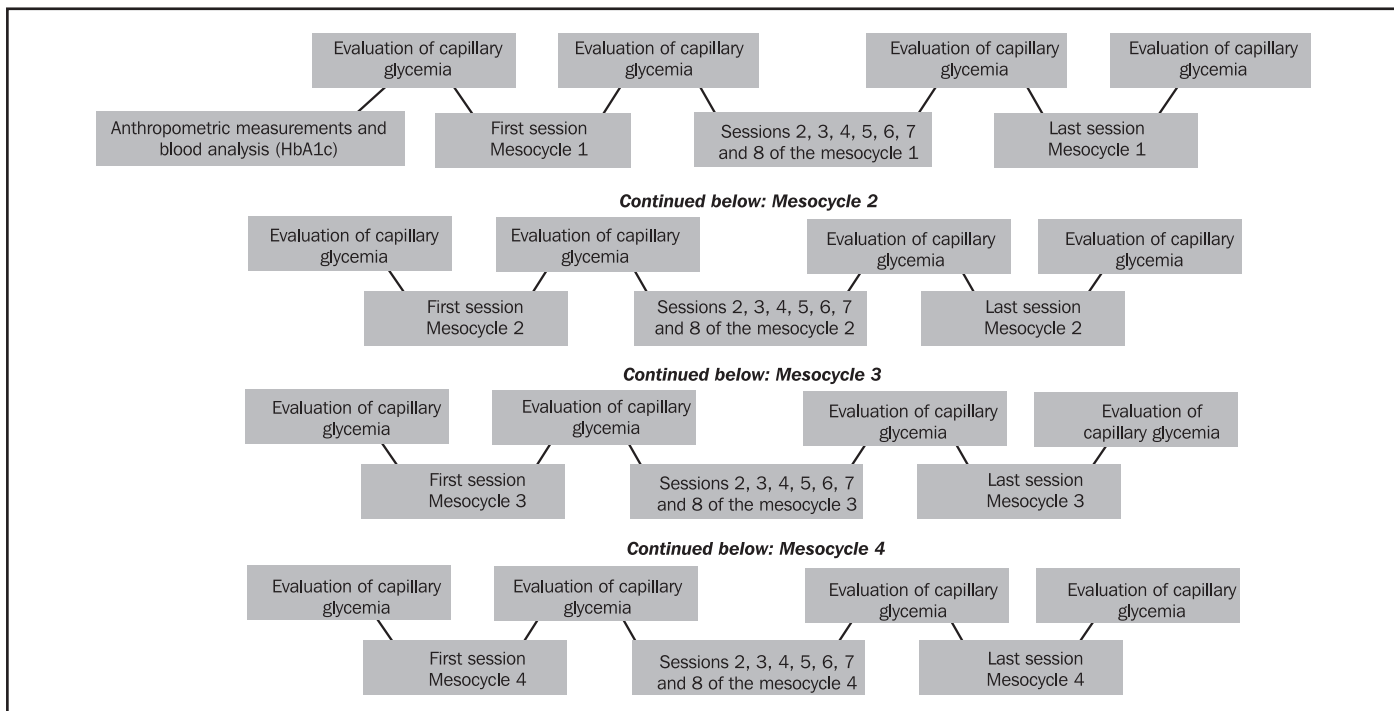 Evaluation of capillary
glycemia
Evaluation of capillary
glycemia
Evaluation of capillary
glycemia
Evaluation of capillary
glycemia
Anthropometric measurements and
blood analysis (HbA1c)
First session
Mesocycle 1
Sessions 2, 3, 4, 5, 6, 7
and 8 of the mesocycle 1
Last session
Mesocycle 1
Continued below: Mesocycle 2
Evaluation of capillary
glycemia
Evaluation of capillary
glycemia
Evaluation of capillary
glycemia
Evaluation of capillary
glycemia
First session
Mesocycle 2
Sessions 2, 3, 4, 5, 6, 7
and 8 of the mesocycle 2
Last session
Mesocycle 2
Continued below: Mesocycle 3
Evaluation of capillary
glycemia
Evaluation of capillary
glycemia
Evaluation of capillary
glycemia
Evaluation of
capillary glycemia
First session
Mesocycle 3
Sessions 2, 3, 4, 5, 6, 7
and 8 of the mesocycle 3
Last session
Mesocycle 3
Continued below: Mesocycle 4
Evaluation of capillary
glycemia
Evaluation of capillary
glycemia
Evaluation of capillary
glycemia
Evaluation of capillary
glycemia
First session
Mesocycle 4
Sessions 2, 3, 4, 5, 6, 7
and 8 of the mesocycle 4
Last session
Mesocycle 4